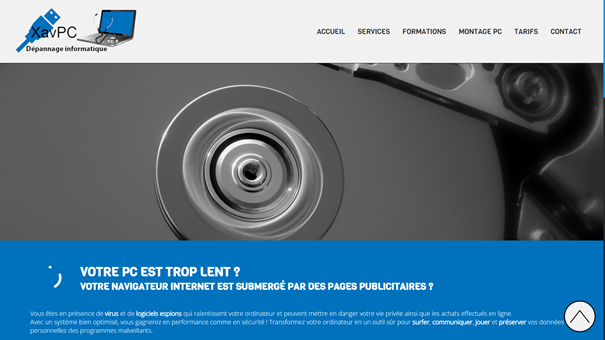 XavPC
Dépannage informatique
ACCUEIL SERVICES FORMATIONS MONTAGE PC TARIFS CONTACT
VOTRE PC EST TROP LENT ?
VOTRE NAVIGATEUR INTERNET EST SUBMERGÉ PAR DES PAGES PUBLICITAIRES ?
Vous êtes en présence de virus et de logiciels espions qui ralentissent votre ordinateur et peuvent mettre en danger votre vie privée ainsi que les achats effectués en ligne.
Avec un système bien optimisé, vous gagnerez en performance comme en sécurité ! Transformez votre ordinateur en un outil sûr pour surfer, communiquer, jouer et préserver vos données
personnelles des programmes malveillants.